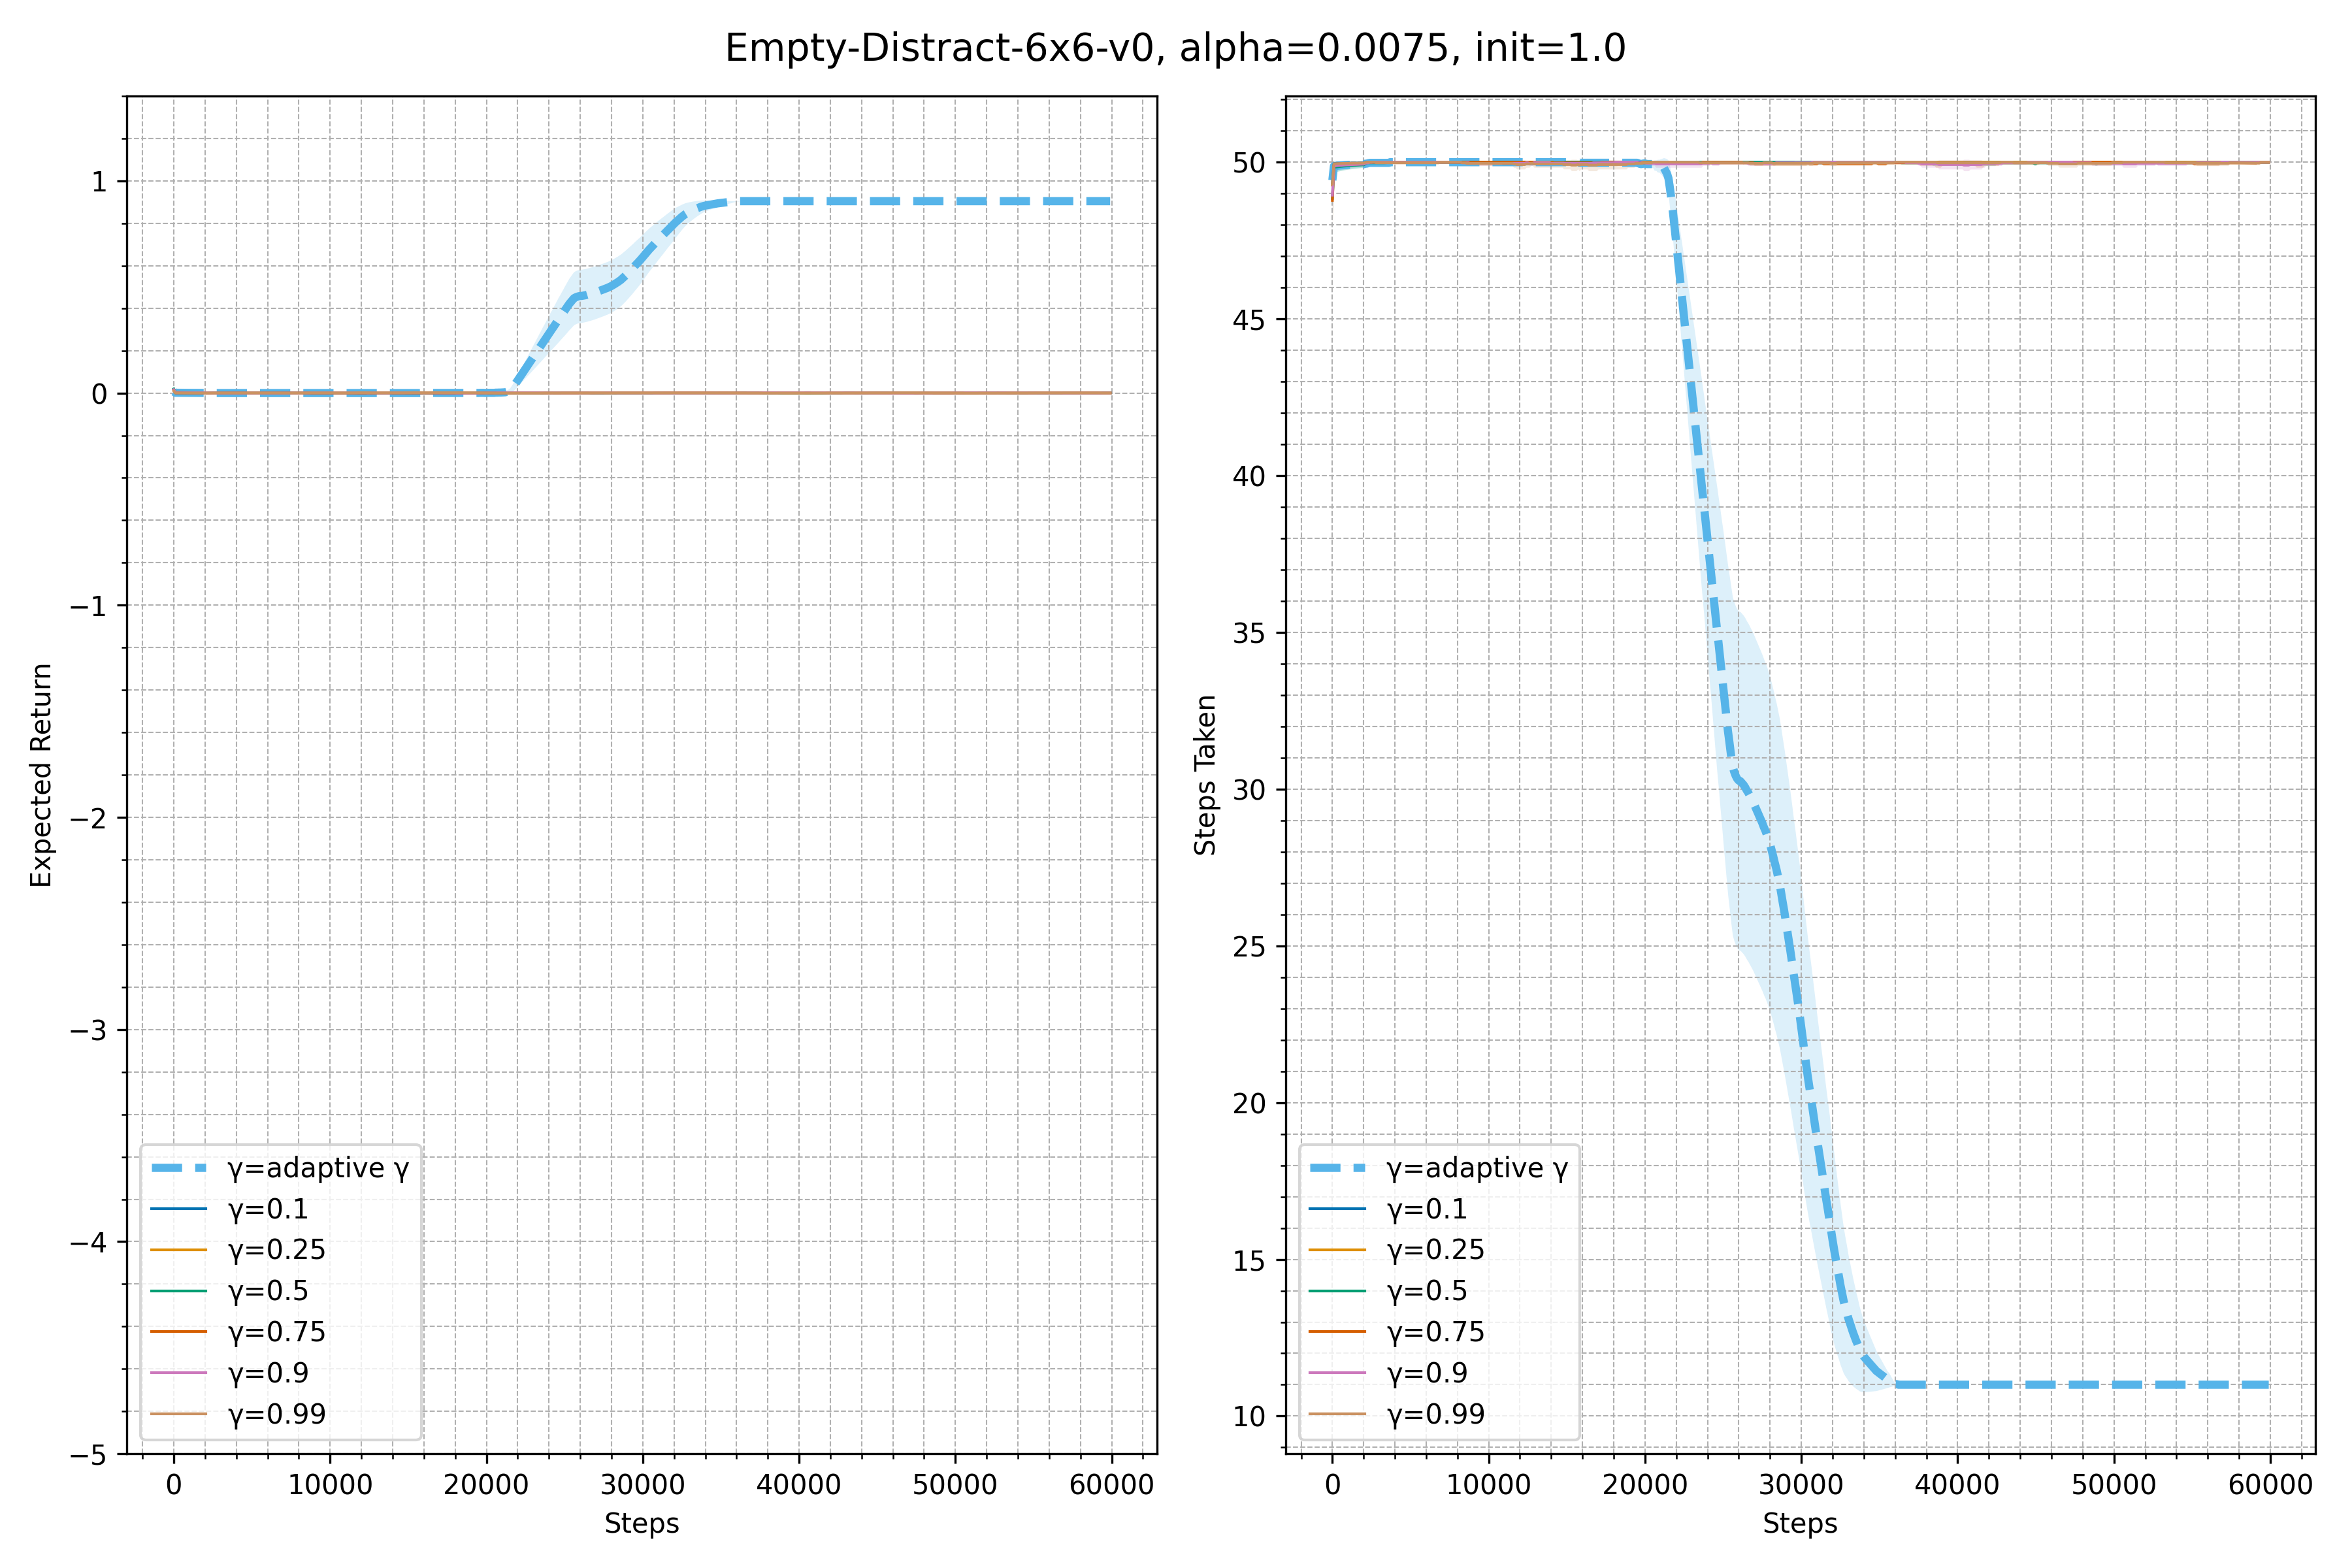 Empty-Distract-6x6-v0, alpha=0.0075, init=1.0
Expected Return
1
0
−1
−2
−3
−4
−5
γ=adaptive γ
γ=0.1
γ=0.25
γ=0.5
γ=0.75
γ=0.9
γ=0.99
0 10000 20000 30000 40000 50000 60000
Steps
Steps Taken
50
45
40
35
30
25
20
15
10
γ=adaptive γ
γ=0.1
γ=0.25
γ=0.5
γ=0.75
γ=0.9
γ=0.99
0 10000 20000 30000 40000 50000 60000
Steps